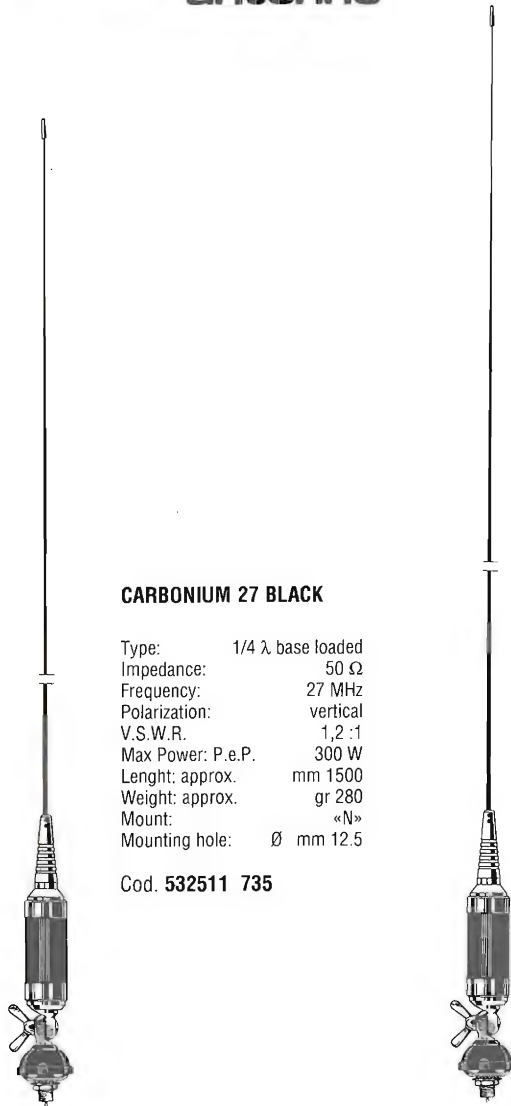 CARBONIUM 27 BLACK
Type: 1/4 λ base loaded
Impedance: 50 Ω
Frequency: 27 MHz
Polarization: vertical
V.S.W.R. 1,2 :1
Max Power: P.e.P. 300 W
Lenght: approx. mm 1500
Weight: approx. gr 280
Mount: «N»
Mounting hole: Ø mm 12.5
Cod. 532511 735